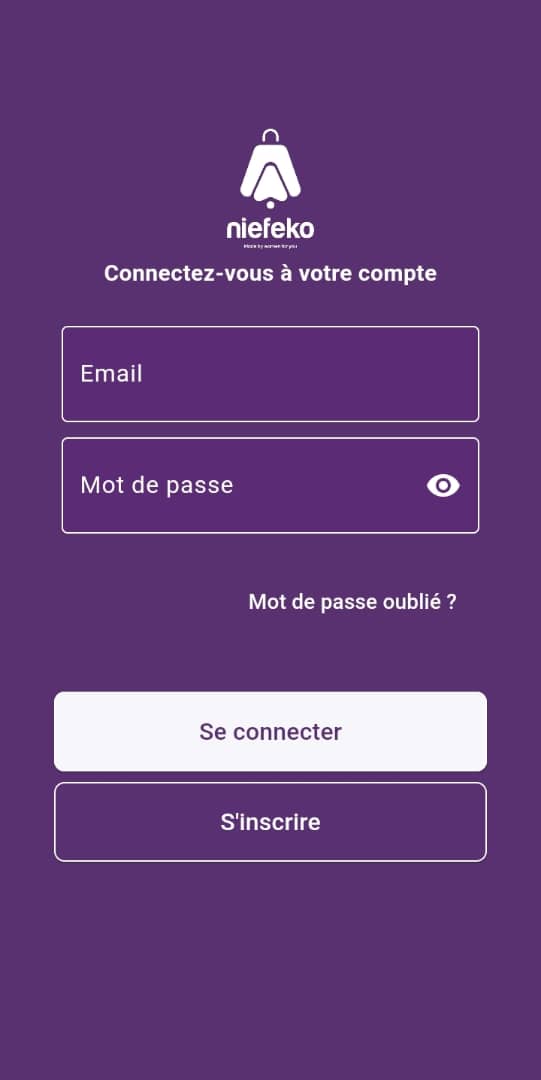 niefeko
Made by women for you
Connectez-vous à votre compte
Email
Mot de passe
Mot de passe oublié ?
Se connecter
S'inscrire